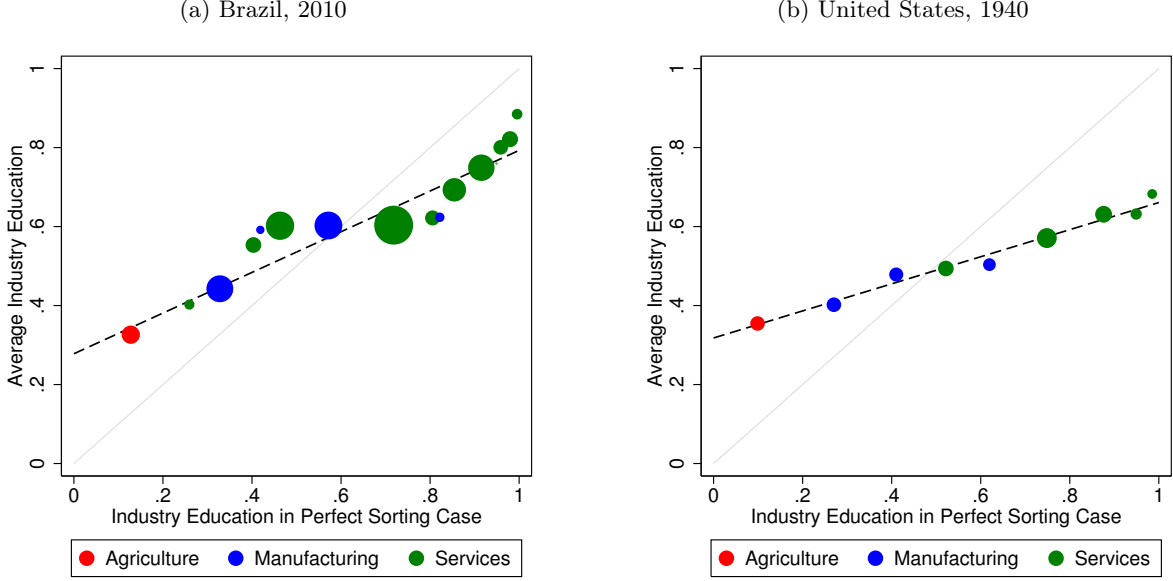 (a) Brazil, 2010
Average Industry Education
1
.8
.6
.4
.2
0
0 .2 .4 .6 .8 1
Industry Education in Perfect Sorting Case
Agriculture Manufacturing Services
(b) United States, 1940
Average Industry Education
1
.8
.6
.4
.2
0
0 .2 .4 .6 .8 1
Industry Education in Perfect Sorting Case
Agriculture Manufacturing Services